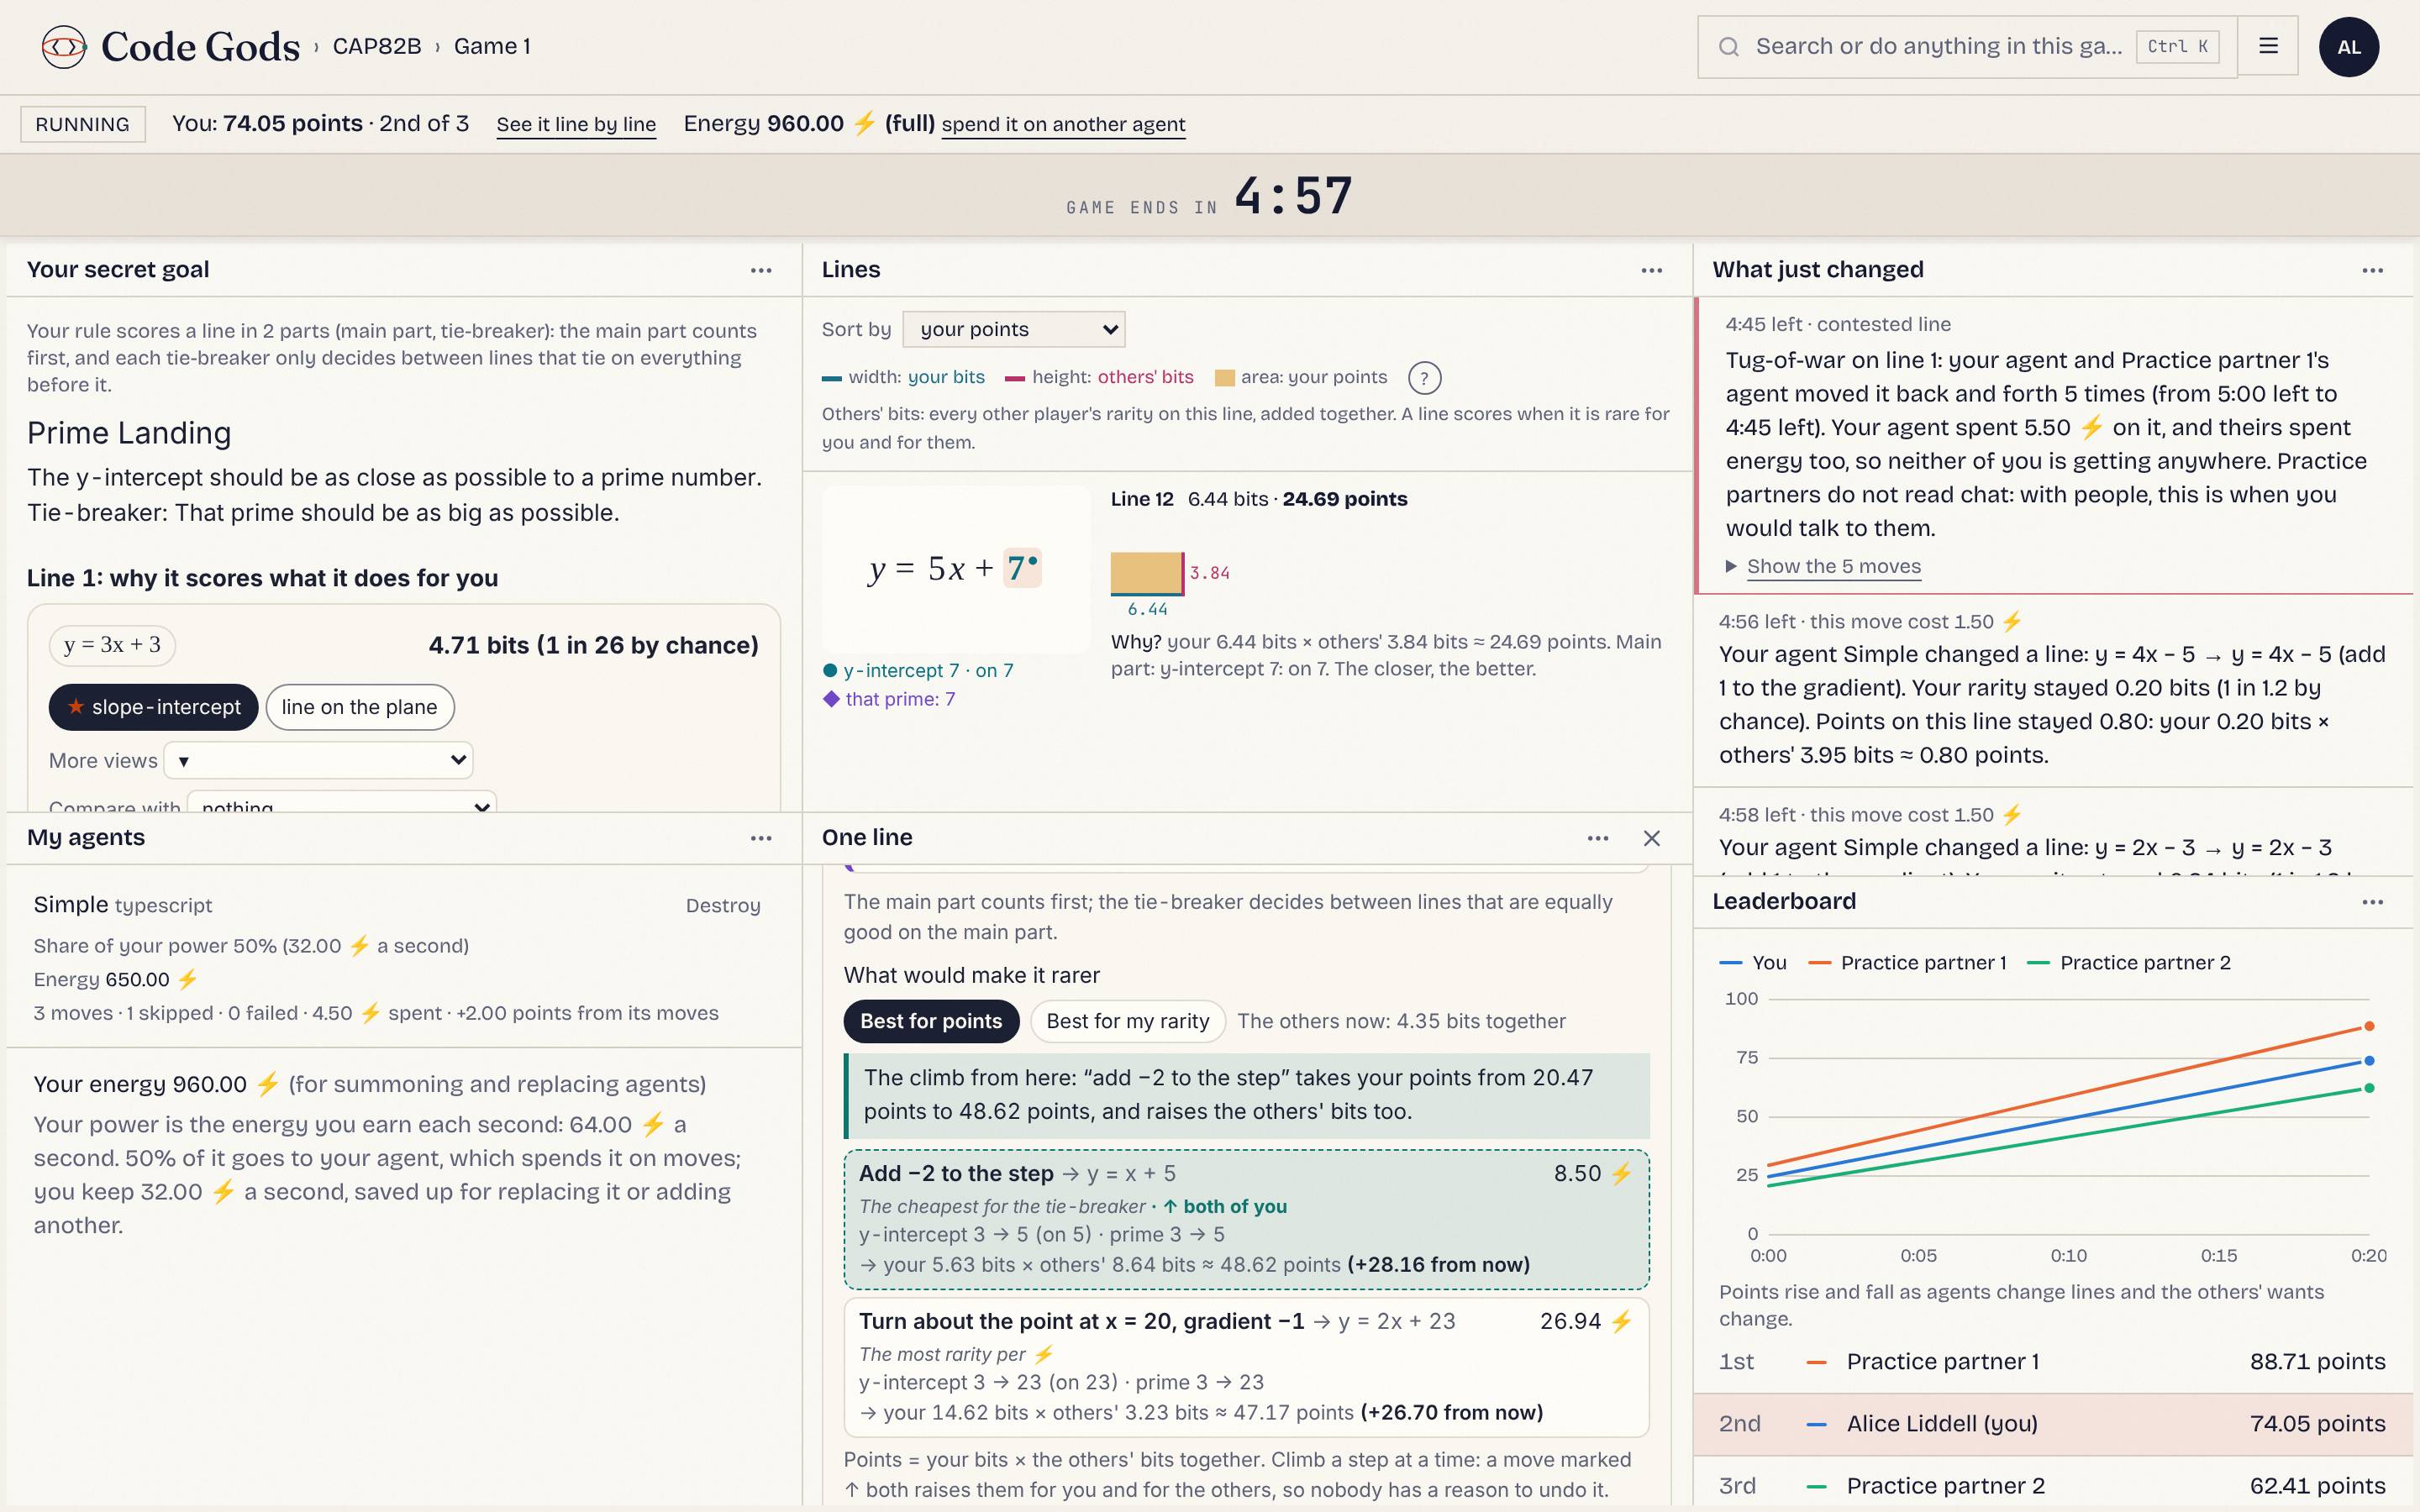 Code Gods › CAP82B › Game 1
Search or do anything in this ga... Ctrl K
AL
RUNNING You: 74.05 points · 2nd of 3 See it line by line Energy 960.00 ⚡ (full) spend it on another agent
GAME ENDS IN 4:57
Your secret goal
Your rule scores a line in 2 parts (main part, tie-breaker): the main part counts
first, and each tie-breaker only decides between lines that tie on everything
before it.
Prime Landing
The y-intercept should be as close as possible to a prime number.
Tie-breaker: That prime should be as big as possible.
Line 1: why it scores what it does for you
y = 3x + 3 4.71 bits (1 in 26 by chance)
★ slope-intercept line on the plane
More views ▾
Compare with nothing
My agents
Simple typescript Destroy
Share of your power 50% (32.00 ⚡ a second)
Energy 650.00 ⚡
3 moves · 1 skipped · 0 failed · 4.50 ⚡ spent · +2.00 points from its moves
Your energy 960.00 ⚡ (for summoning and replacing agents)
Your power is the energy you earn each second: 64.00 ⚡ a
second. 50% of it goes to your agent, which spends it on moves;
you keep 32.00 ⚡ a second, saved up for replacing it or adding
another.
Lines
Sort by your points
width: your bits height: others' bits area: your points ?
Others' bits: every other player's rarity on this line, added together. A line scores when it is rare for
you and for them.
y = 5x + 7
y-intercept 7 · on 7
that prime: 7
Line 12 6.44 bits · 24.69 points
3.84
6.44
Why? your 6.44 bits × others' 3.84 bits ≈ 24.69 points. Main
part: y-intercept 7: on 7. The closer, the better.
One line
The main part counts first; the tie-breaker decides between lines that are equally
good on the main part.
What would make it rarer
Best for points Best for my rarity The others now: 4.35 bits together
The climb from here: “add −2 to the step” takes your points from 20.47
points to 48.62 points, and raises the others' bits too.
Add −2 to the step → y = x + 5 8.50 ⚡
The cheapest for the tie-breaker · ↑ both of you
y-intercept 3 → 5 (on 5) · prime 3 → 5
→ your 5.63 bits × others' 8.64 bits ≈ 48.62 points (+28.16 from now)
Turn about the point at x = 20, gradient −1 → y = 2x + 23 26.94 ⚡
The most rarity per ⚡
y-intercept 3 → 23 (on 23) · prime 3 → 23
→ your 14.62 bits × others' 3.23 bits ≈ 47.17 points (+26.70 from now)
Points = your bits × the others' bits together. Climb a step at a time: a move marked
↑ both raises them for you and for the others, so nobody has a reason to undo it.
What just changed
4:45 left · contested line
Tug-of-war on line 1: your agent and Practice partner 1's
agent moved it back and forth 5 times (from 5:00 left to
4:45 left). Your agent spent 5.50 ⚡ on it, and theirs spent
energy too, so neither of you is getting anywhere. Practice
partners do not read chat: with people, this is when you
would talk to them.
▶ Show the 5 moves
4:56 left · this move cost 1.50 ⚡
Your agent Simple changed a line: y = 4x − 5 → y = 4x − 5 (add
1 to the gradient). Your rarity stayed 0.20 bits (1 in 1.2 by
chance). Points on this line stayed 0.80: your 0.20 bits ×
others' 3.95 bits ≈ 0.80 points.
4:58 left · this move cost 1.50 ⚡
Your agent Simple changed a line: y = 2x − 3 → y = 2x − 3
Leaderboard
You Practice partner 1 Practice partner 2
100
75
50
25
0
0:00 0:05 0:10 0:15 0:20
Points rise and fall as agents change lines and the others' wants
change.
1st Practice partner 1 88.71 points
2nd Alice Liddell (you) 74.05 points
3rd Practice partner 2 62.41 points